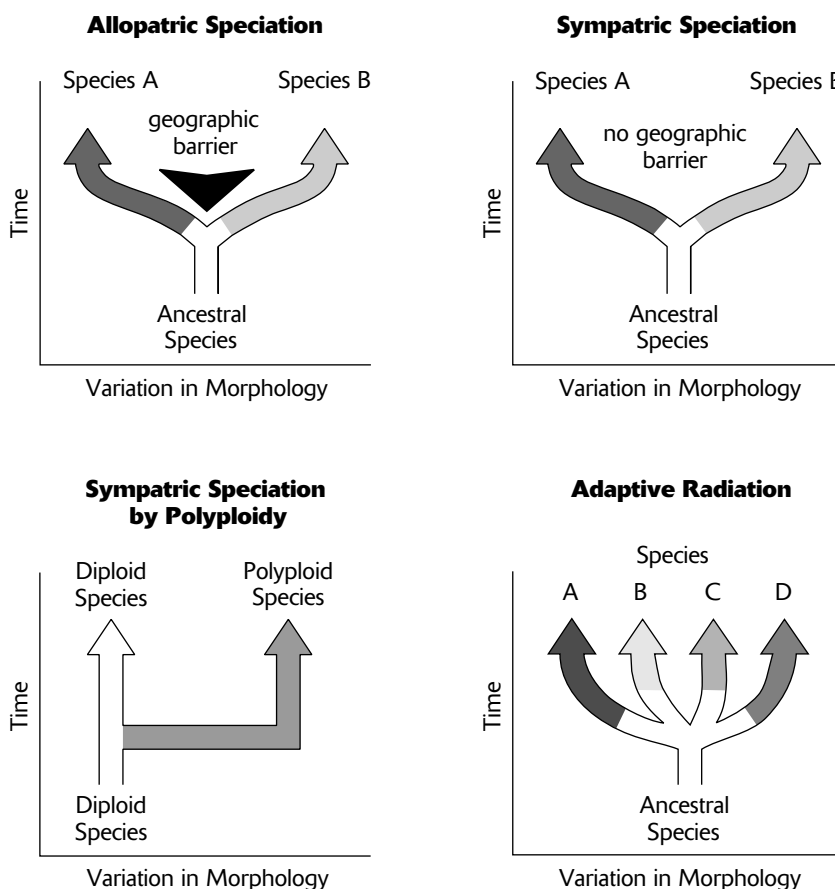 Allopatric Speciation
Species A
Species B
geographic
barrier
Time
Ancestral
Species
Variation in Morphology
Sympatric Speciation
Species A
Species B
no geographic
barrier
Time
Ancestral
Species
Variation in Morphology
Sympatric Speciation
by Polyploidy
Diploid
Species
Polyploid
Species
Time
Diploid
Species
Variation in Morphology
Adaptive Radiation
Species
A B C D
Time
Ancestral
Species
Variation in Morphology